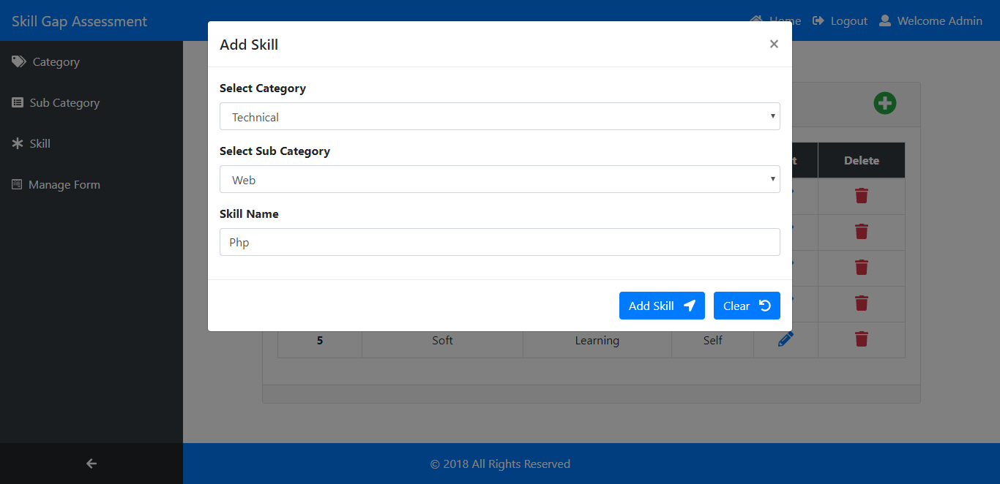 Skill Gap Assessment
Home Logout Welcome Admin
Category
Sub Category
Skill
Manage Form
Add Skill ×
Select Category
Technical
Select Sub Category
Web
Skill Name
Php
Add Skill Clear
Delete
5 Soft Learning Self
© 2018 All Rights Reserved